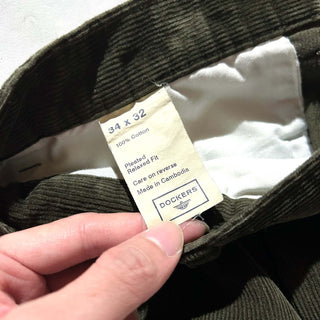 34 x 32
100% Cotton
Pleated
Relaxed Fit
Care on reverse
Made in Cambodia
DOCKERS